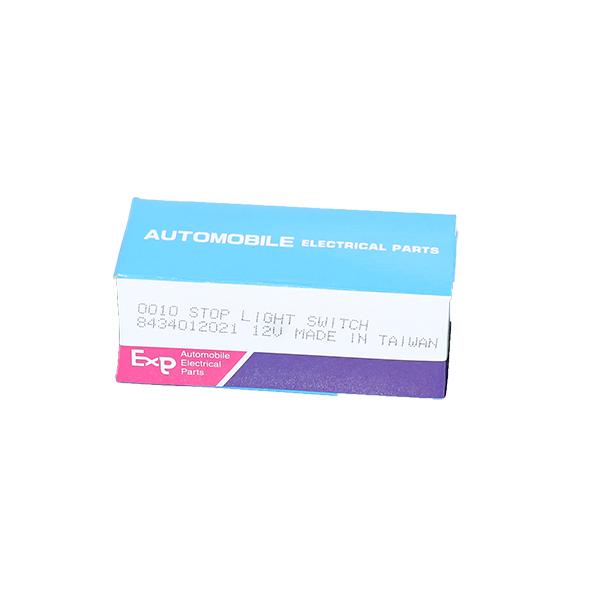 AUTOMOBILE ELECTRICAL PARTS
0010 STOP LIGHT SWITCH
8434012021 12V MADE IN TAIWAN
Exp
Automobile
Electrical
Parts